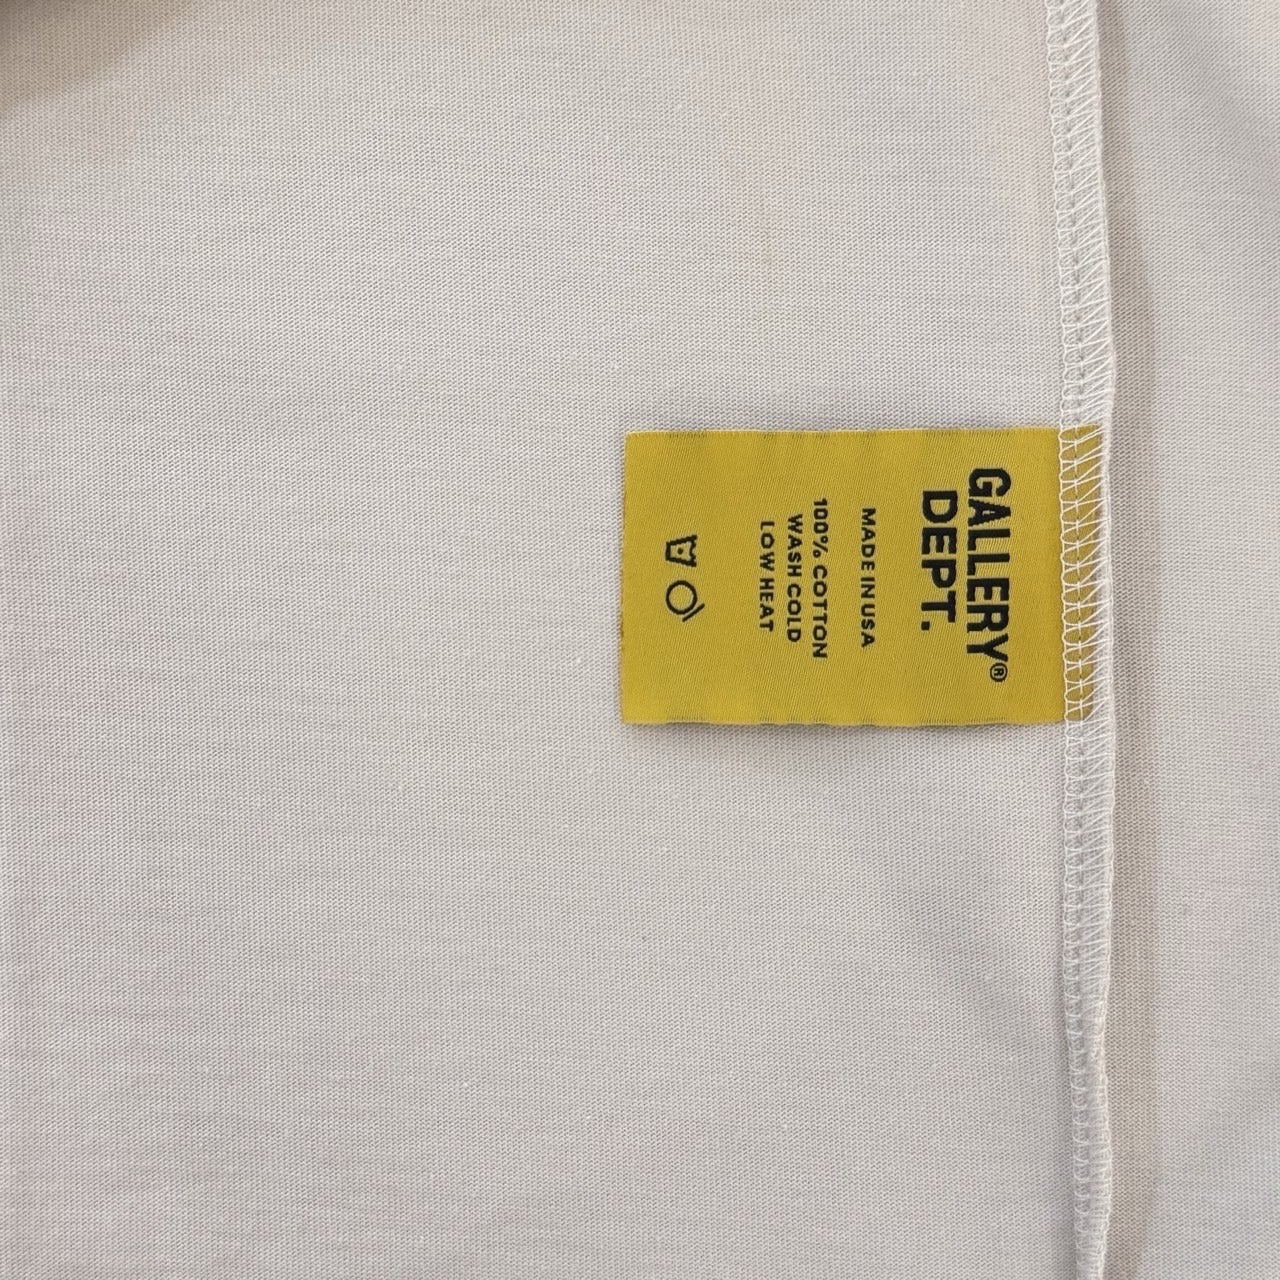 GALLERY®
DEPT.
MADE IN USA
100% COTTON
WASH COLD
LOW HEAT